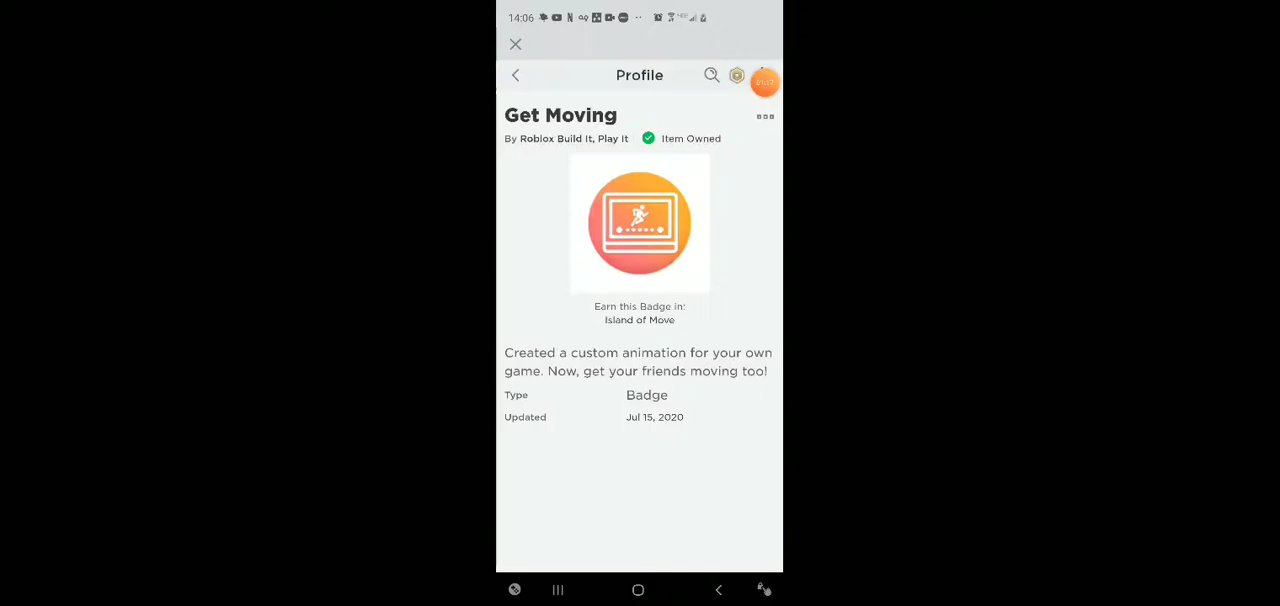 14:06
Profile
Get Moving
By Roblox Build It, Play It Item Owned
Earn this Badge in:
Island of Move
Created a custom animation for your own
game. Now, get your friends moving too!
Type Badge
Updated Jul 15, 2020